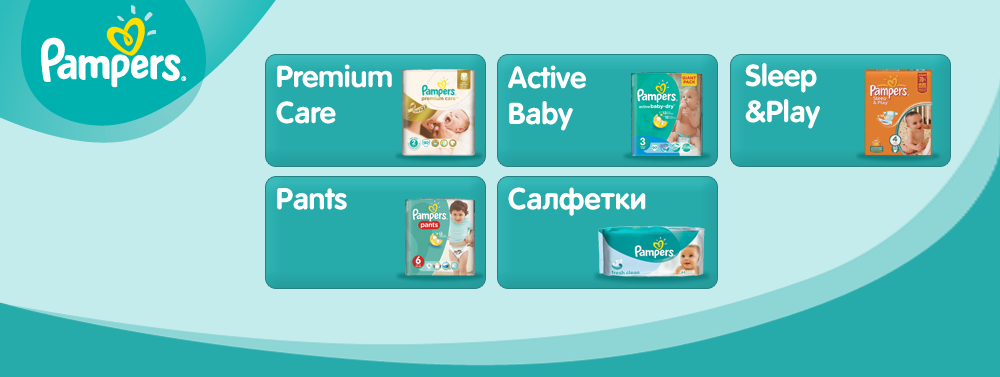 Pampers
Premium
Care
Pampers
premium care
2
Active
Baby
GIANT
PACK
Pampers
active baby-dry
3
Sleep
&Play
Pampers
Sleep
& Play
4
Pants
Pampers
pants
6
Салфетки
Pampers
fresh clean